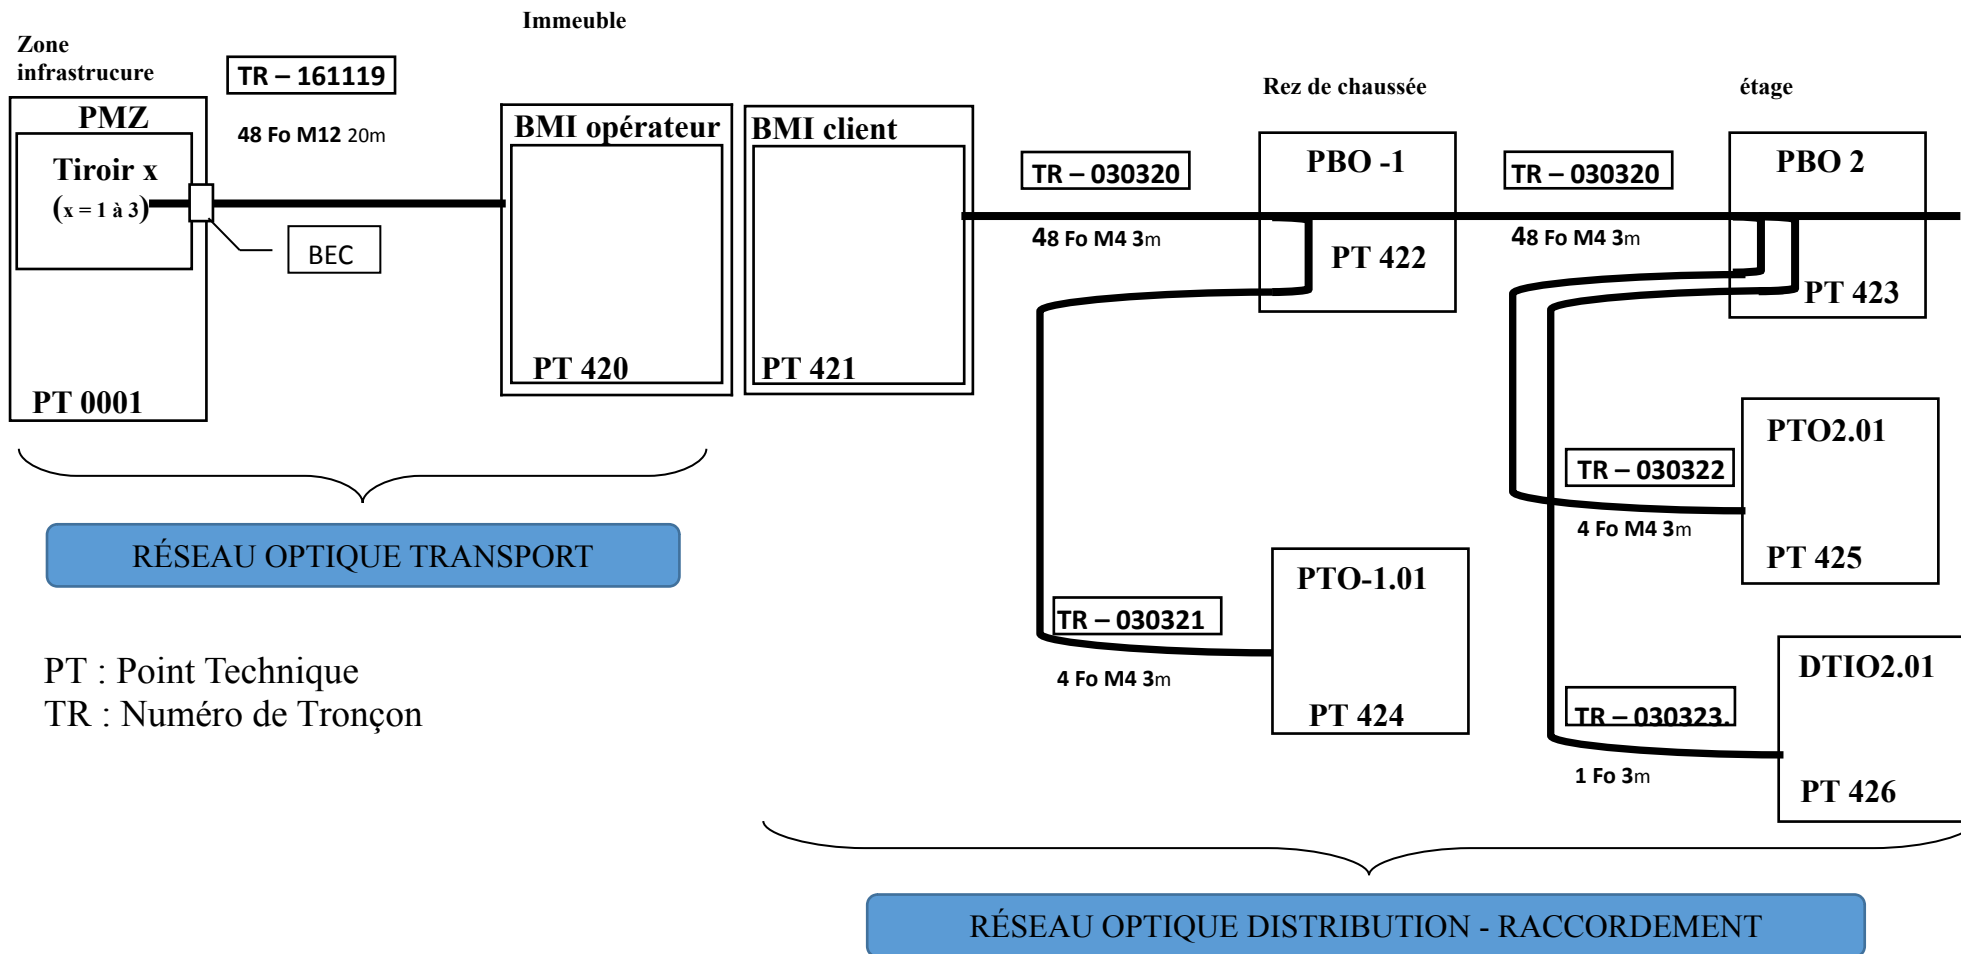 Immeuble
Zone
infrastrucure
TR – 161119
Rez de chaussée
étage
PMZ
48 Fo M12 20m
BMI opérateur
BMI client
Tiroir x
(x = 1 à 3)
TR – 030320
PBO -1
TR – 030320
PBO 2
BEC
48 Fo M4 3m
PT 422
48 Fo M4 3m
PT 423
PT 0001
PT 420
PT 421
PTO2.01
TR – 030322
4 Fo M4 3m
PT 425
RÉSEAU OPTIQUE TRANSPORT
PTO-1.01
TR – 030321
4 Fo M4 3m
PT 424
DTIO2.01
TR – 030323.
1 Fo 3m
PT 426
PT : Point Technique
TR : Numéro de Tronçon
RÉSEAU OPTIQUE DISTRIBUTION - RACCORDEMENT